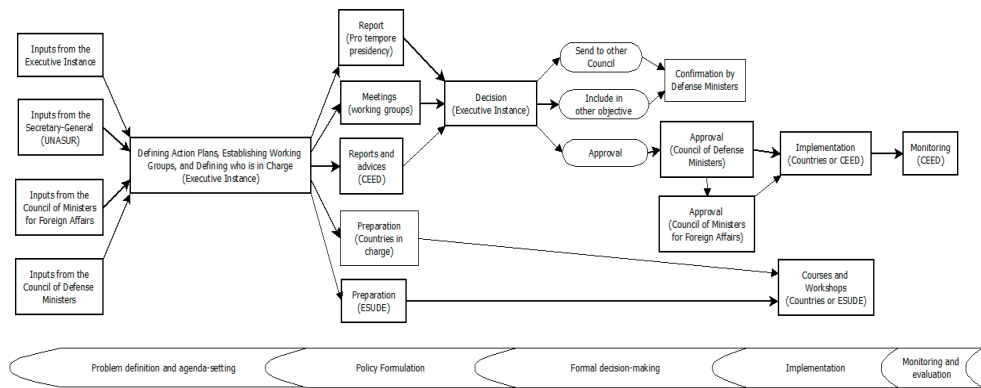 Inputs from the
Executive Instance
Inputs from the
Secretary-General
(UNASUR)
Inputs from the
Council of Ministers
for Foreign Affairs
Inputs from the
Council of Defense
Ministers
Defining Action Plans, Establishing Working
Groups, and Defining who is in Charge
(Executive Instance)
Report
(Pro tempore
presidency)
Meetings
(working groups)
Reports and
advices
(CEED)
Preparation
(Countries in
charge)
Preparation
(ESUDE)
Decision
(Executive Instance)
Send to other
Council
Include in
other objective
Approval
Confirmation by
Defense Ministers
Approval
(Council of Defense
Ministers)
Approval
(Council of Ministers
for Foreign Affairs)
Implementation
(Countries or CEED)
Monitoring
(CEED)
Courses and
Workshops
(Countries or ESUDE)
Problem definition and agenda-setting
Policy Formulation
Formal decision-making
Implementation
Monitoring and
evaluation